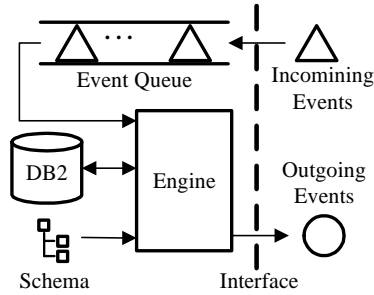 Event Queue
Incomining
Events
DB2
Engine
Outgoing
Events
Schema
Interface